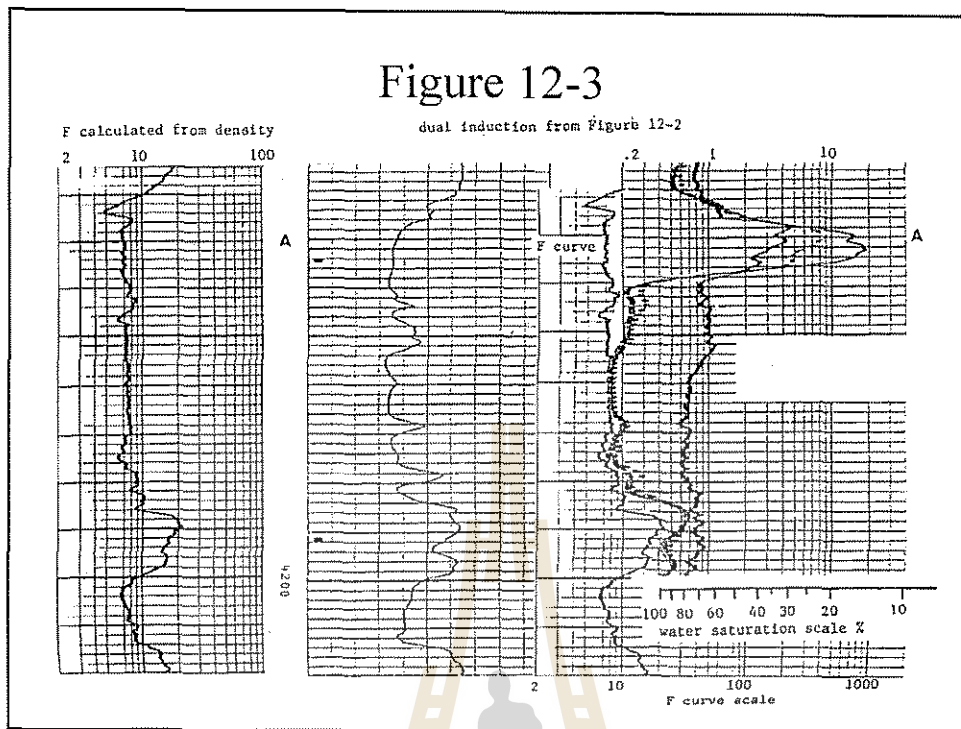 Figure 12-3
F calculated from density
dual induction from Figure 12-2
2 10 100
.2 1 10
A
F curve
A
4200
100 80 60 40 30 20 10
water saturation scale %
2 10 100 1000
F curve scale